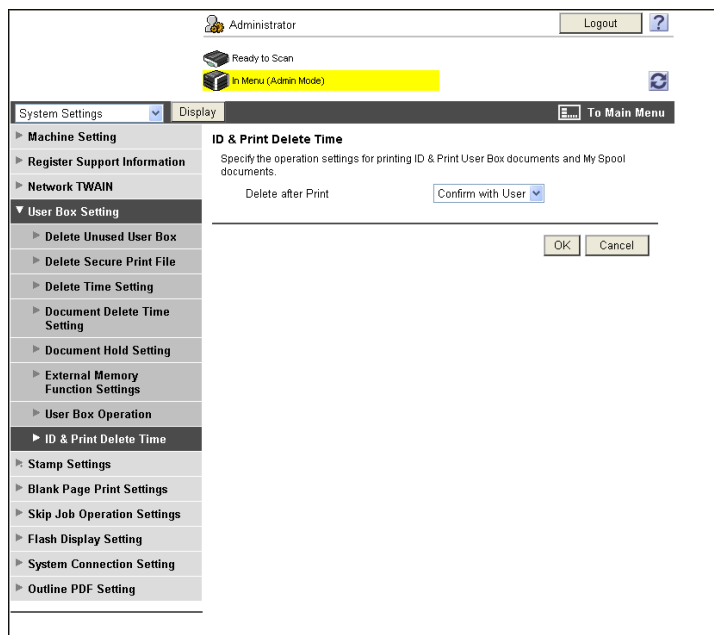 Administrator
Logout
?
Ready to Scan
In Menu (Admin Mode)
System Settings
Display
To Main Menu
Machine Setting
Register Support Information
Network TWAIN
User Box Setting
Delete Unused User Box
Delete Secure Print File
Delete Time Setting
Document Delete Time
Setting
Document Hold Setting
External Memory
Function Settings
User Box Operation
ID & Print Delete Time
Stamp Settings
Blank Page Print Settings
Skip Job Operation Settings
Flash Display Setting
System Connection Setting
Outline PDF Setting
ID & Print Delete Time
Specify the operation settings for printing ID & Print User Box documents and My Spool
documents.
Delete after Print
Confirm with User
OK
Cancel